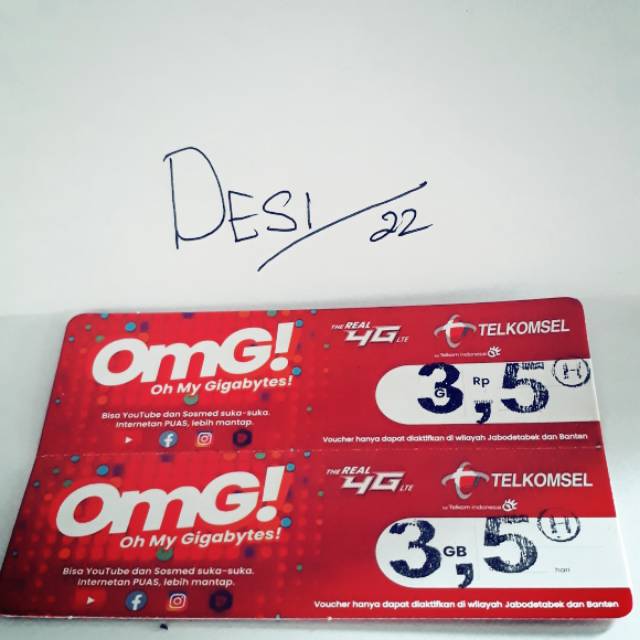 DESI/22
OMG!
Oh My Gigabytes!
Bisa YouTube dan Sosmed suka-suka.
Internetan PUAS, lebih mantap.
THE REAL 4G LTE
TELKOMSEL
by Telkom Indonesia
GB Rp
3,5 H
Voucher hanya dapat diaktifkan di wilayah Jabodetabek dan Banten
OMG!
Oh My Gigabytes!
Bisa YouTube dan Sosmed suka-suka.
Internetan PUAS, lebih mantap.
THE REAL 4G LTE
TELKOMSEL
by Telkom Indonesia
3,5 GB H
hari
Voucher hanya dapat diaktifkan di wilayah Jabodetabek dan Banten